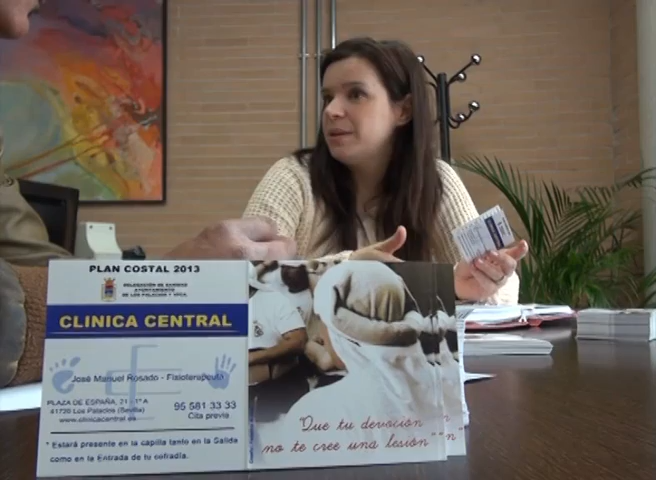 PLAN COSTAL 2013
DELEGACIÓN DE SANIDAD
AYUNTAMIENTO
DE LOS PALACIOS Y VFCA.
CLINICA CENTRAL
José Manuel Rosado - Fisioterapeuta
PLAZA DE ESPAÑA, 21 - 1º A
41720 Los Palacios (Sevilla)
www.clinicacentral.es
95 581 33 33
Cita previa
* Estará presente en la capilla tanto en la Salida
como en la Entrada de tu cofradía.
"Que tu devoción
no te cree una lesión"